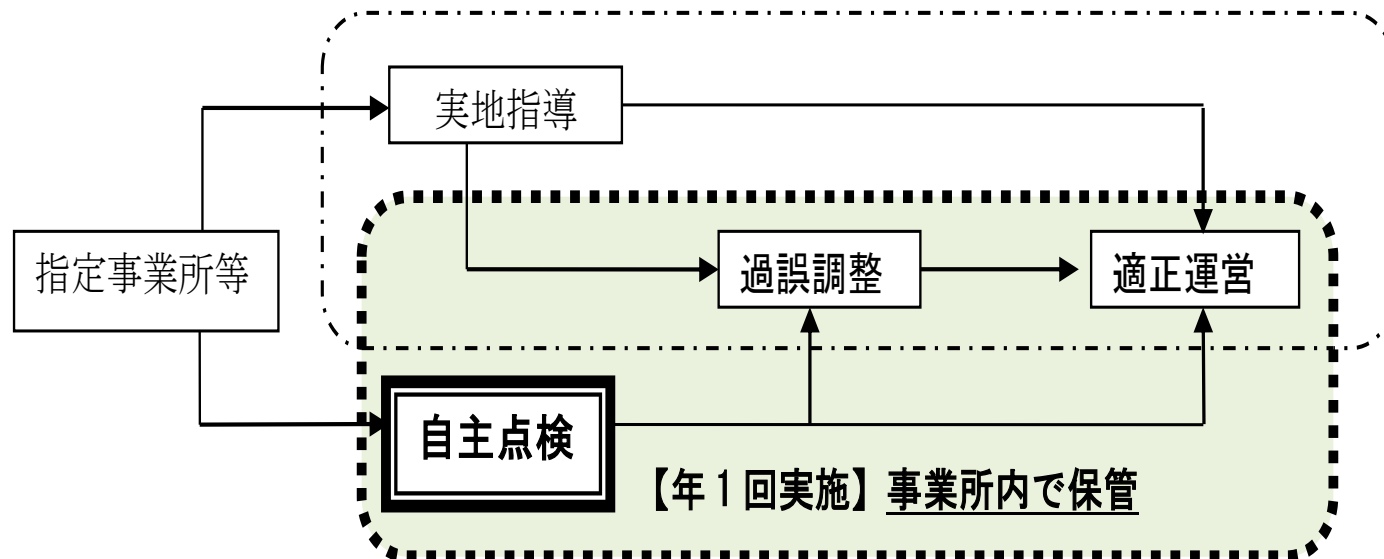 実地指導
指定事業所等
過誤調整
適正運営
自主点検
【年１回実施】事業所内で保管